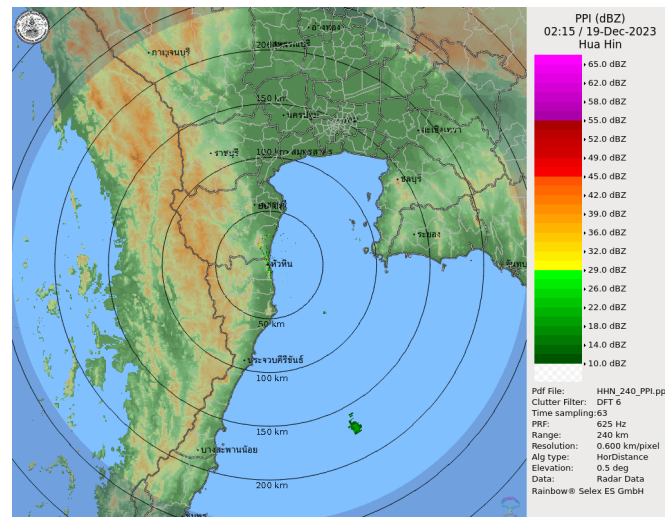 PPI (dBZ)
02:15 / 19-Dec-2023
Hua Hin
65.0 dBZ
62.0 dBZ
58.0 dBZ
55.0 dBZ
52.0 dBZ
49.0 dBZ
45.0 dBZ
42.0 dBZ
39.0 dBZ
36.0 dBZ
32.0 dBZ
29.0 dBZ
26.0 dBZ
22.0 dBZ
18.0 dBZ
14.0 dBZ
10.0 dBZ
Pdf File: HHN_240_PPI.pp
Clutter Filter: DFT 6
Time sampling:63
PRF: 625 Hz
Range: 240 km
Resolution: 0.600 km/pixel
Alg type: HorDistance
Elevation: 0.5 deg
Data: Radar Data
Rainbow® Selex ES GmbH
อ่างทอง
กาญจนบุรี
150 km
นครปฐม
ฉะเชิงเทรา
ราชบุรี
100 km
สมุทรสาคร
ชลบุรี
ระยอง
หัวหิน
50 km
ประจวบคีรีขันธ์
100 km
150 km
บางสะพานน้อย
200 km